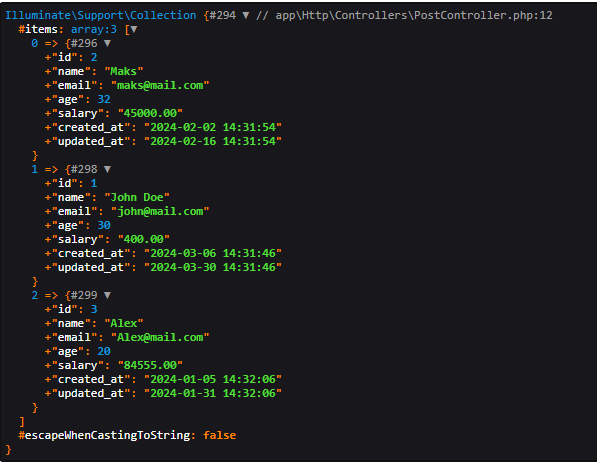 Illuminate\Support\Collection {#294 ▼ // app\Http\Controllers\PostController.php:12
#items: array:3 [▼
0 => {#296 ▼
+"id": 2
+"name": "Maks"
+"email": "maks@mail.com"
+"age": 32
+"salary": "45000.00"
+"created_at": "2024-02-02 14:31:54"
+"updated_at": "2024-02-16 14:31:54"
}
1 => {#298 ▼
+"id": 1
+"name": "John Doe"
+"email": "john@mail.com"
+"age": 30
+"salary": "400.00"
+"created_at": "2024-03-06 14:31:46"
+"updated_at": "2024-03-30 14:31:46"
}
2 => {#299 ▼
+"id": 3
+"name": "Alex"
+"email": "Alex@mail.com"
+"age": 20
+"salary": "84555.00"
+"created_at": "2024-01-05 14:32:06"
+"updated_at": "2024-01-31 14:32:06"
}
]
#escapeWhenCastingToString: false
}